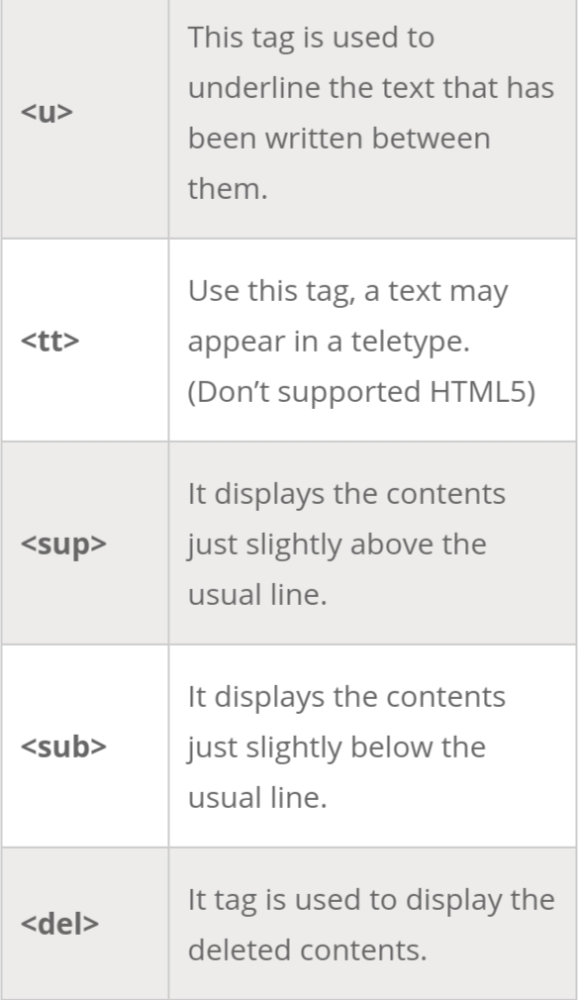 This tag is used to
underline the text that has
<u>
been written between
them.
Use this tag, a text may
<tt>
appear in a teletype.
(Don’t supported HTML5)
It displays the contents
<sup>
just slightly above the
usual line.
It displays the contents
<sub>
just slightly below the
usual line.
<del>
It tag is used to display the
deleted contents.